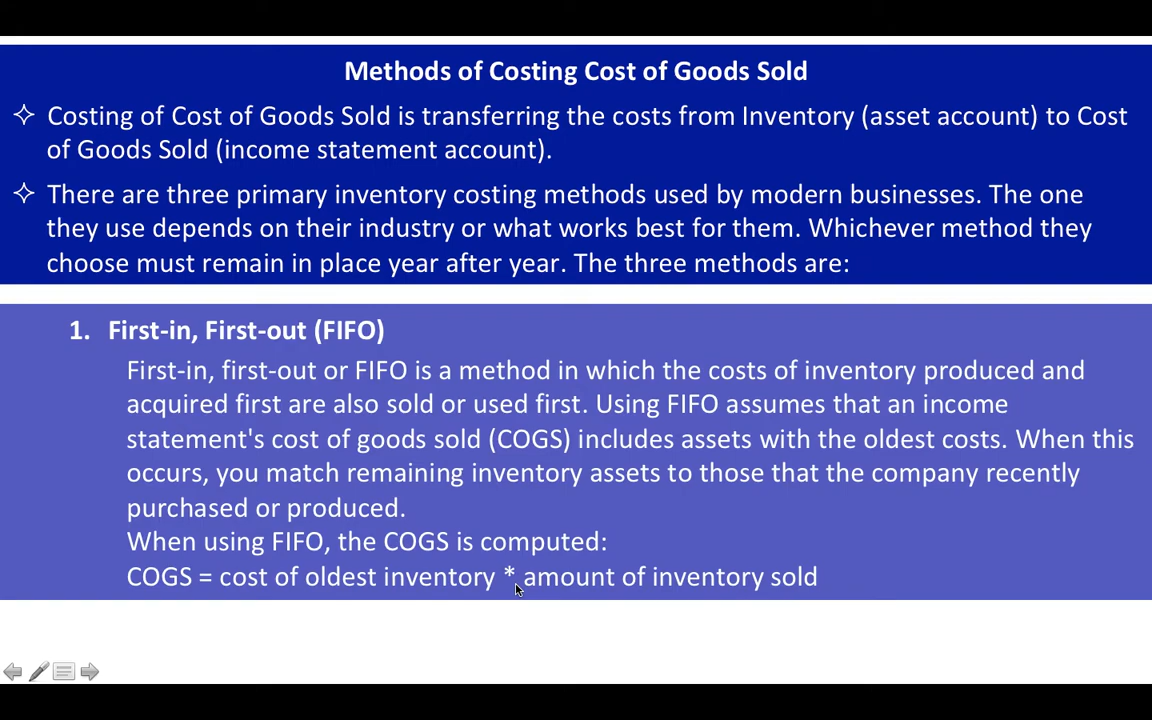 Methods of Costing Cost of Goods Sold
Costing of Cost of Goods Sold is transferring the costs from Inventory (asset account) to Cost
of Goods Sold (income statement account).
There are three primary inventory costing methods used by modern businesses. The one
they use depends on their industry or what works best for them. Whichever method they
choose must remain in place year after year. The three methods are:
1. First-in, First-out (FIFO)
First-in, first-out or FIFO is a method in which the costs of inventory produced and
acquired first are also sold or used first. Using FIFO assumes that an income
statement's cost of goods sold (COGS) includes assets with the oldest costs. When this
occurs, you match remaining inventory assets to those that the company recently
purchased or produced.
When using FIFO, the COGS is computed:
COGS = cost of oldest inventory * amount of inventory sold